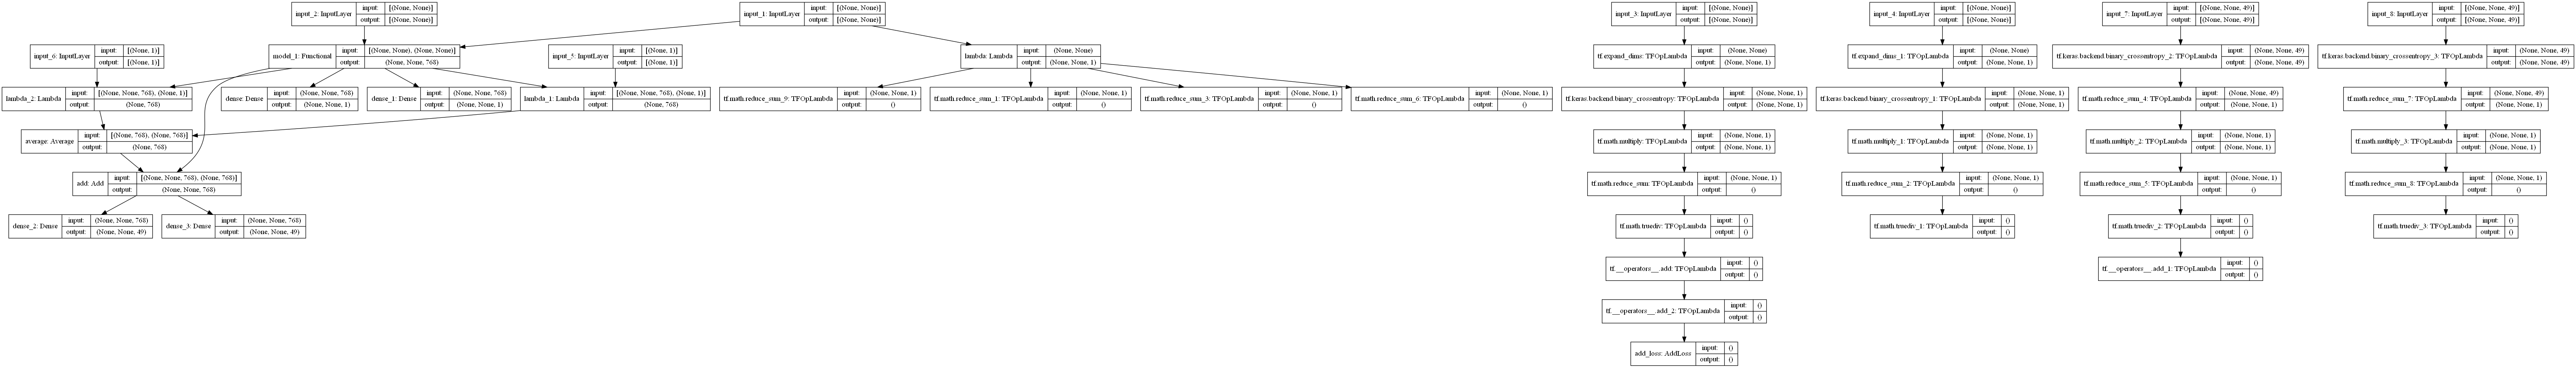 input_2: InputLayer input: [(None, None)] output: [(None, None)]
input_1: InputLayer input: [(None, None)] output: [(None, None)]
input_3: InputLayer input: [(None, None)] output: [(None, None)]
input_4: InputLayer input: [(None, None)] output: [(None, None)]
input_7: InputLayer input: [(None, None, 49)] output: [(None, None, 49)]
input_8: InputLayer input: [(None, None, 49)] output: [(None, None, 49)]
input_6: InputLayer input: [(None, 1)] output: [(None, 1)]
model_1: Functional input: [(None, None), (None, None)] output: (None, None, 768)
input_5: InputLayer input: [(None, 1)] output: [(None, 1)]
lambda: Lambda input: (None, None) output: (None, None, 1)
tf.expand_dims: TFOpLambda input: (None, None) output: (None, None, 1)
tf.expand_dims_1: TFOpLambda input: (None, None) output: (None, None, 1)
tf.keras.backend.binary_crossentropy_2: TFOpLambda input: (None, None, 49) output: (None, None, 49)
tf.keras.backend.binary_crossentropy_3: TFOpLambda input: (None, None, 49) output: (None, None, 49)
lambda_2: Lambda input: [(None, None, 768), (None, 1)] output: (None, 768)
dense: Dense input: (None, None, 768) output: (None, None, 1)
dense_1: Dense input: (None, None, 768) output: (None, None, 1)
lambda_1: Lambda input: [(None, None, 768), (None, 1)] output: (None, 768)
tf.math.reduce_sum_9: TFOpLambda input: (None, None, 1) output: ()
tf.math.reduce_sum_1: TFOpLambda input: (None, None, 1) output: ()
tf.math.reduce_sum_3: TFOpLambda input: (None, None, 1) output: ()
tf.math.reduce_sum_6: TFOpLambda input: (None, None, 1) output: ()
tf.keras.backend.binary_crossentropy: TFOpLambda input: (None, None, 1) output: (None, None, 1)
tf.keras.backend.binary_crossentropy_1: TFOpLambda input: (None, None, 1) output: (None, None, 1)
tf.math.reduce_sum_4: TFOpLambda input: (None, None, 49) output: (None, None, 1)
tf.math.reduce_sum_7: TFOpLambda input: (None, None, 49) output: (None, None, 1)
average: Average input: [(None, 768), (None, 768)] output: (None, 768)
tf.math.multiply: TFOpLambda input: (None, None, 1) output: (None, None, 1)
tf.math.multiply_1: TFOpLambda input: (None, None, 1) output: (None, None, 1)
tf.math.multiply_2: TFOpLambda input: (None, None, 1) output: (None, None, 1)
tf.math.multiply_3: TFOpLambda input: (None, None, 1) output: (None, None, 1)
add: Add input: [(None, None, 768), (None, 768)] output: (None, None, 768)
tf.math.reduce_sum: TFOpLambda input: (None, None, 1) output: ()
tf.math.reduce_sum_2: TFOpLambda input: (None, None, 1) output: ()
tf.math.reduce_sum_5: TFOpLambda input: (None, None, 1) output: ()
tf.math.reduce_sum_8: TFOpLambda input: (None, None, 1) output: ()
dense_2: Dense input: (None, None, 768) output: (None, None, 49)
dense_3: Dense input: (None, None, 768) output: (None, None, 49)
tf.math.truediv: TFOpLambda input: () output: ()
tf.math.truediv_1: TFOpLambda input: () output: ()
tf.math.truediv_2: TFOpLambda input: () output: ()
tf.math.truediv_3: TFOpLambda input: () output: ()
tf.__operators__.add: TFOpLambda input: () output: ()
tf.__operators__.add_1: TFOpLambda input: () output: ()
tf.__operators__.add_2: TFOpLambda input: () output: ()
add_loss: AddLoss input: () output: ()